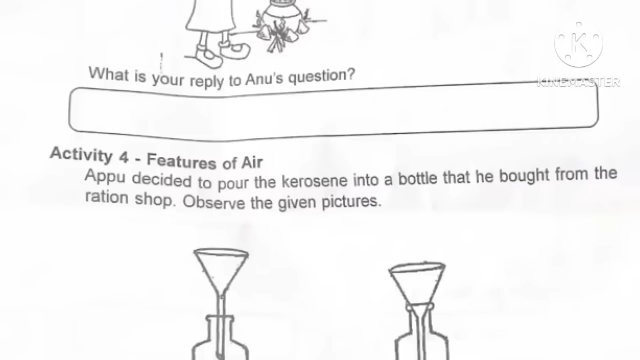 KINEMASTER
What is your reply to Anu's question?
Activity 4 - Features of Air
Appu decided to pour the kerosene into a bottle that he bought from the
ration shop. Observe the given pictures.